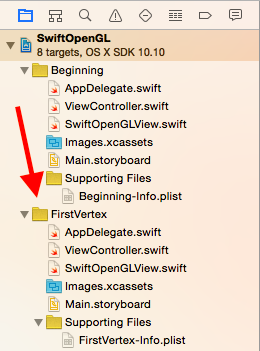 SwiftOpenGL
8 targets, OS X SDK 10.10
Beginning
AppDelegate.swift
ViewController.swift
SwiftOpenGLView.swift
Images.xcassets
Main.storyboard
Supporting Files
Beginning-Info.plist
FirstVertex
AppDelegate.swift
ViewController.swift
SwiftOpenGLView.swift
Images.xcassets
Main.storyboard
Supporting Files
FirstVertex-Info.plist